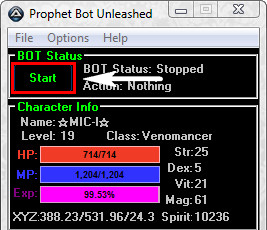 Prophet Bot Unleashed
File Options Help
BOT Status
Start
BOT Status: Stopped
Action: Nothing
Character Info
Name: ☆MIC-I☆
Level: 19 Class: Venomancer
HP: 714/714 Str: 25
Dex: 5
MP: 1,204/1,204 Vit: 21
Exp: 99.53% Mag: 61
XYZ: 388.23/531.96/24.3 Spirit: 10236